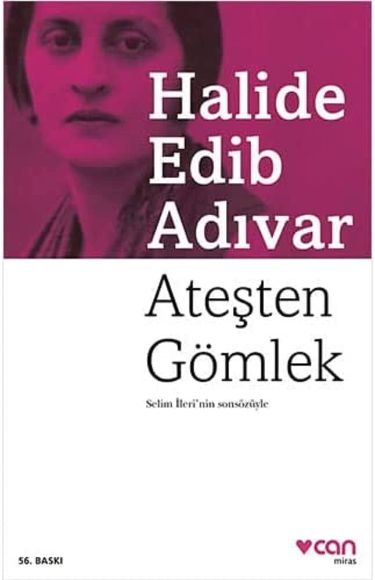 Halide
Edib
Adıvar
Ateşten
Gömlek
Selim İleri'nin sonsözüyle
56. BASKI
can
miras